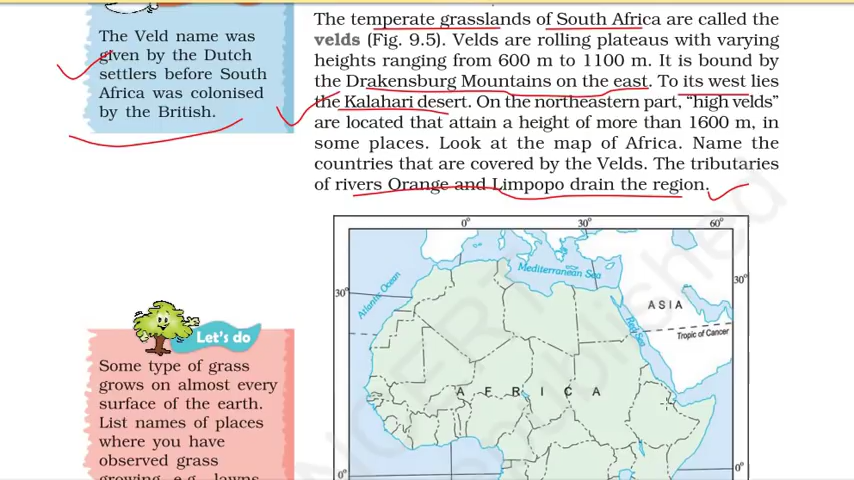 The Veld name was
given by the Dutch
settlers before South
Africa was colonised
by the British.
The temperate grasslands of South Africa are called the
velds (Fig. 9.5). Velds are rolling plateaus with varying
heights ranging from 600 m to 1100 m. It is bound by
the Drakensburg Mountains on the east. To its west lies
the Kalahari desert. On the northeastern part, “high velds”
are located that attain a height of more than 1600 m, in
some places. Look at the map of Africa. Name the
countries that are covered by the Velds. The tributaries
of rivers Orange and Limpopo drain the region.
0° 30° 60°
Mediterranean Sea
Atlantic Ocean
30° 30°
ASIA
Red Sea
Tropic of Cancer
AFRICA
0° 0°
Let's do
Some type of grass
grows on almost every
surface of the earth.
List names of places
where you have
observed grass
growing, e.g. lawns